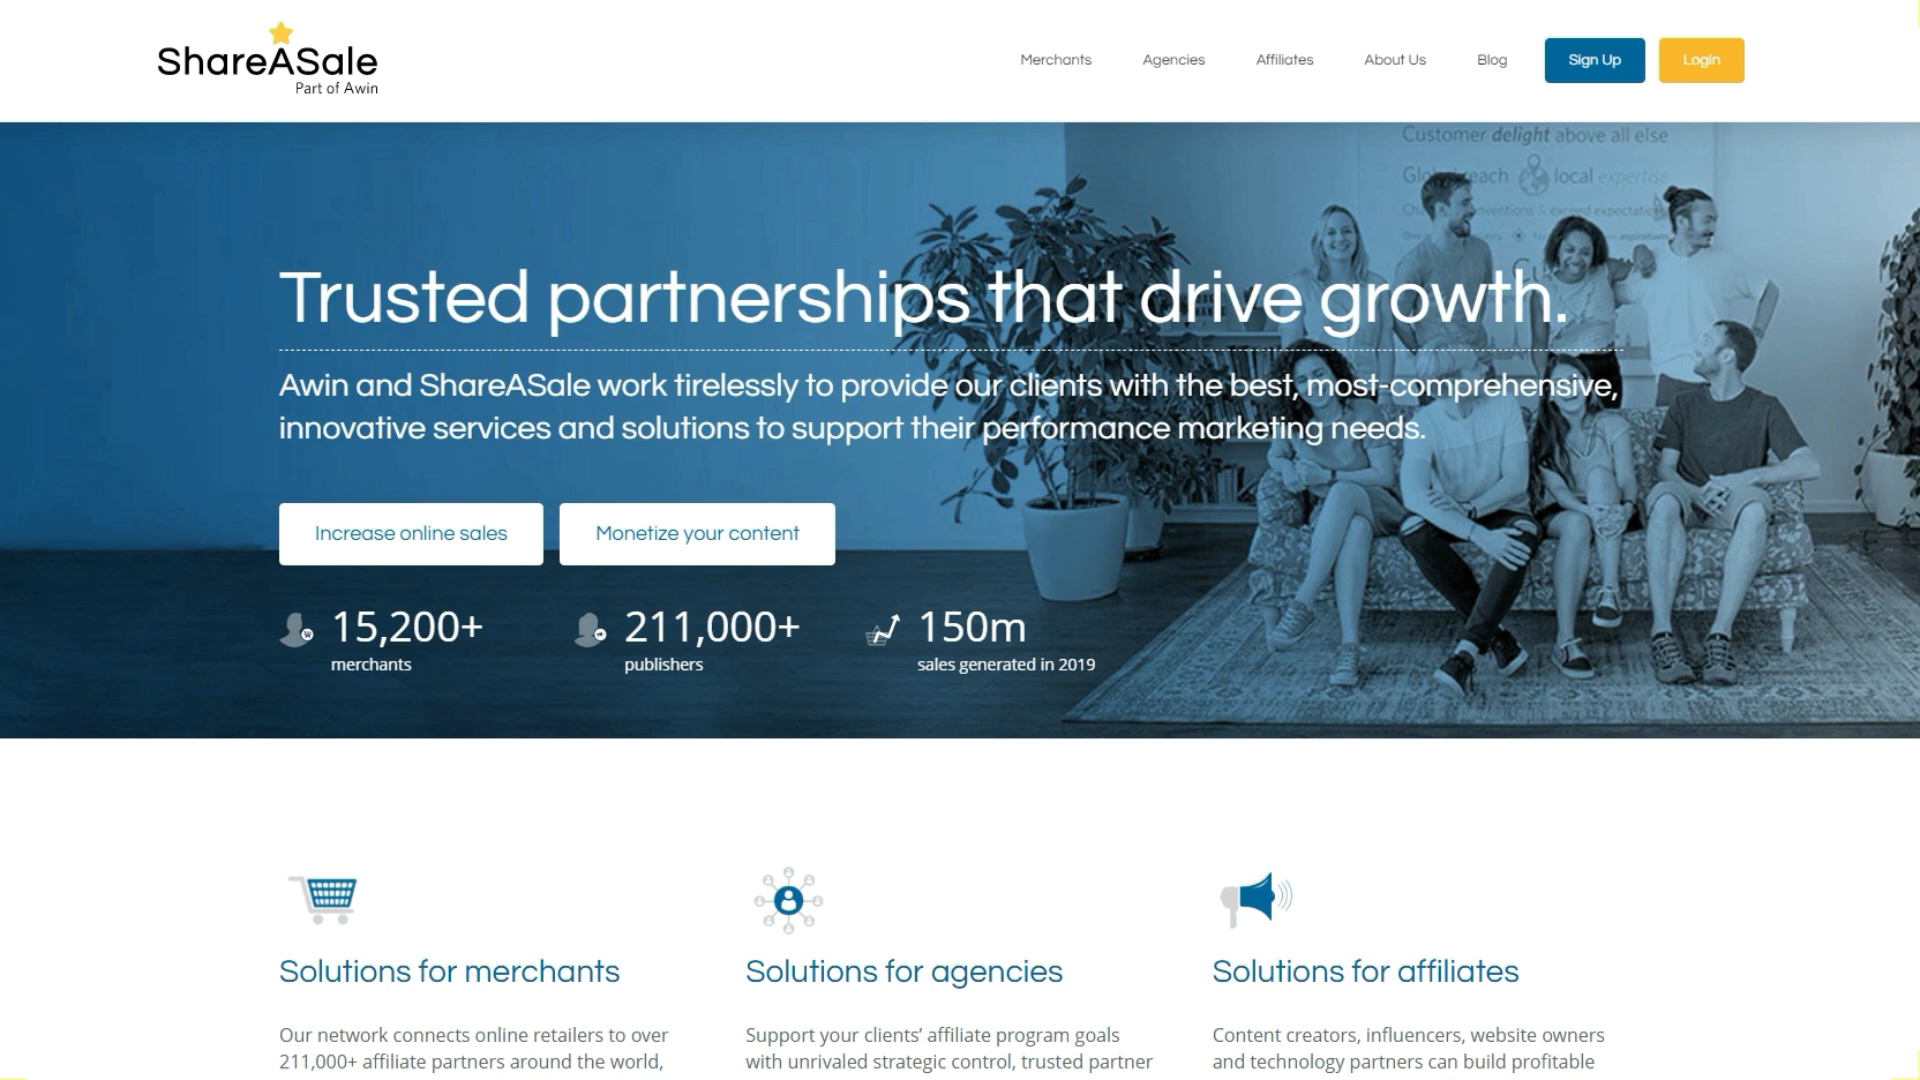 ShareASale
Part of Awin
Merchants
Agencies
Affiliates
About Us
Blog
Sign Up
Login
Customer delight above all else
local expertise
Trusted partnerships that drive growth.
Awin and ShareASale work tirelessly to provide our clients with the best, most-comprehensive,
innovative services and solutions to support their performance marketing needs.
Increase online sales
Monetize your content
15,200+
merchants
211,000+
publishers
150m
sales generated in 2019
Solutions for merchants
Our network connects online retailers to over
211,000+ affiliate partners around the world,
Solutions for agencies
Support your clients’ affiliate program goals
with unrivaled strategic control, trusted partner
Solutions for affiliates
Content creators, influencers, website owners
and technology partners can build profitable